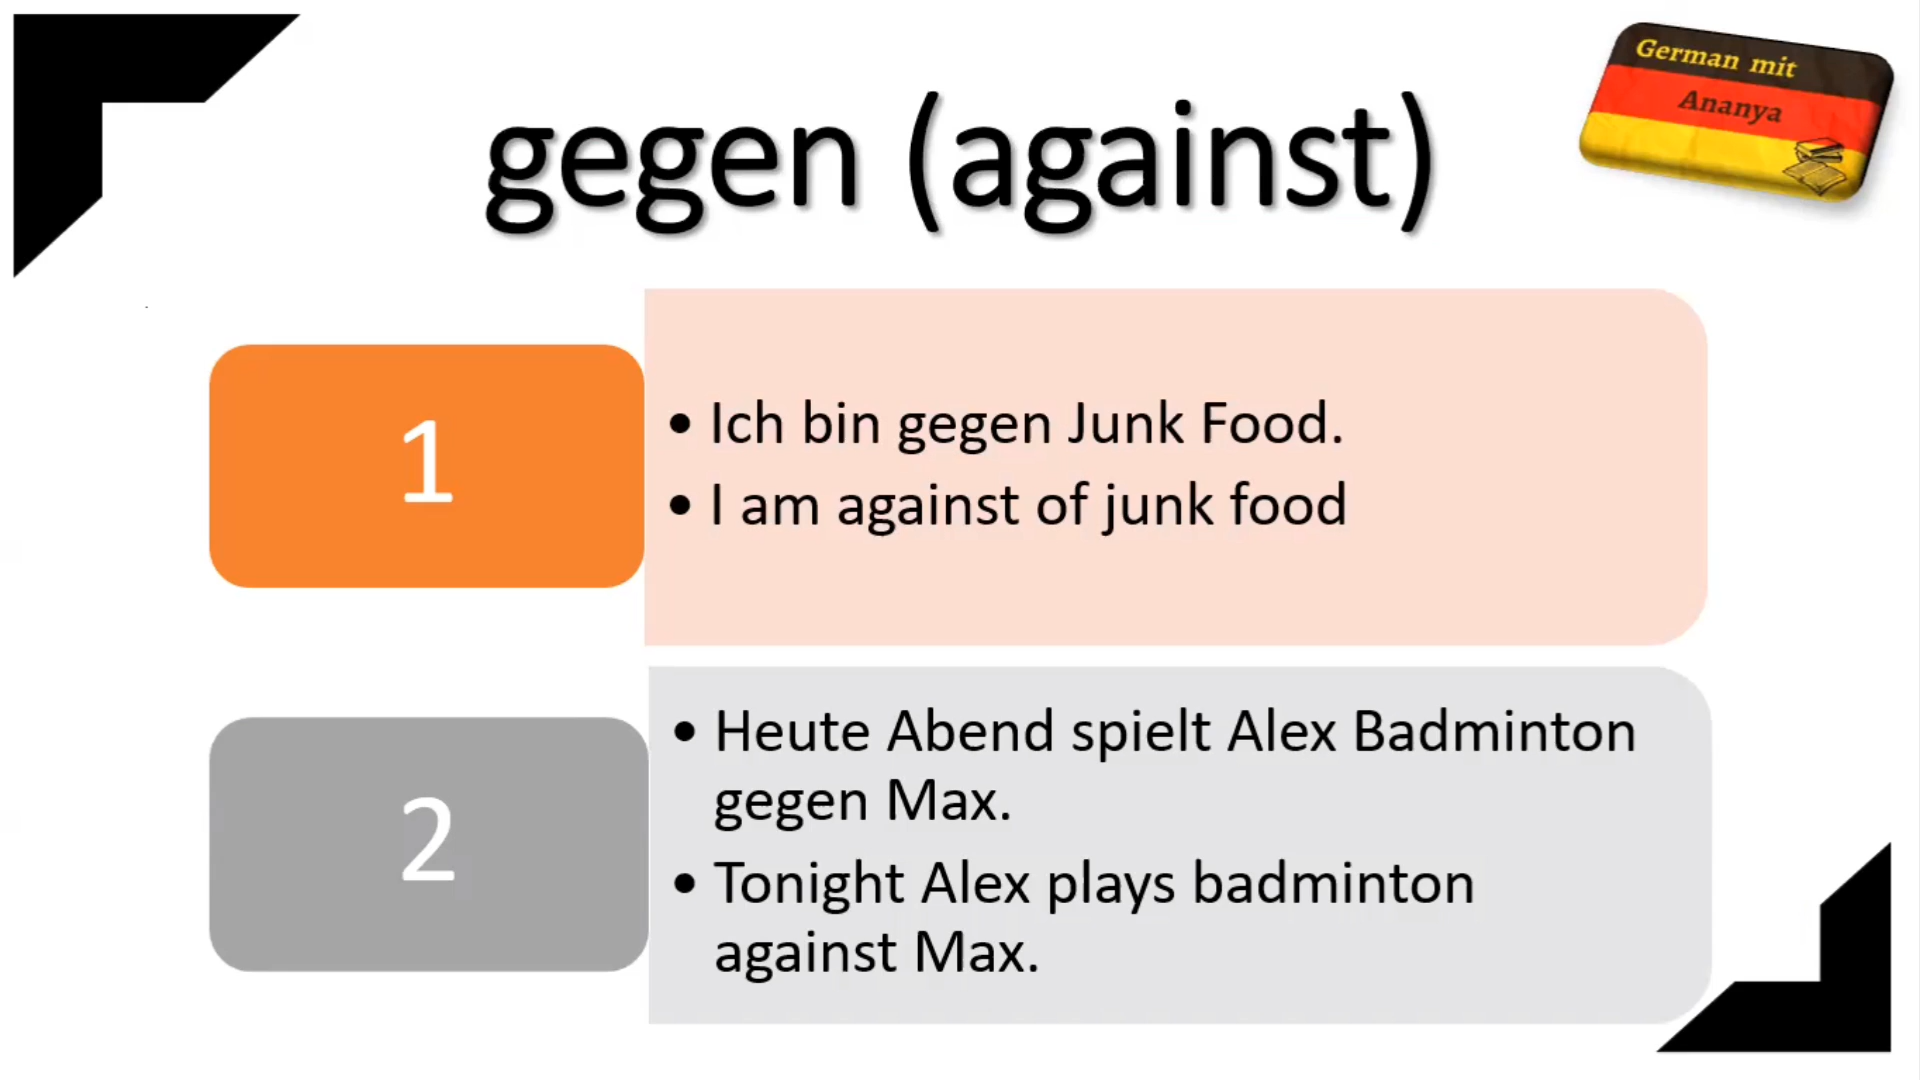 German mit
Ananya
gegen (against)
1
• Ich bin gegen Junk Food.
• I am against of junk food
2
• Heute Abend spielt Alex Badminton
gegen Max.
• Tonight Alex plays badminton
against Max.